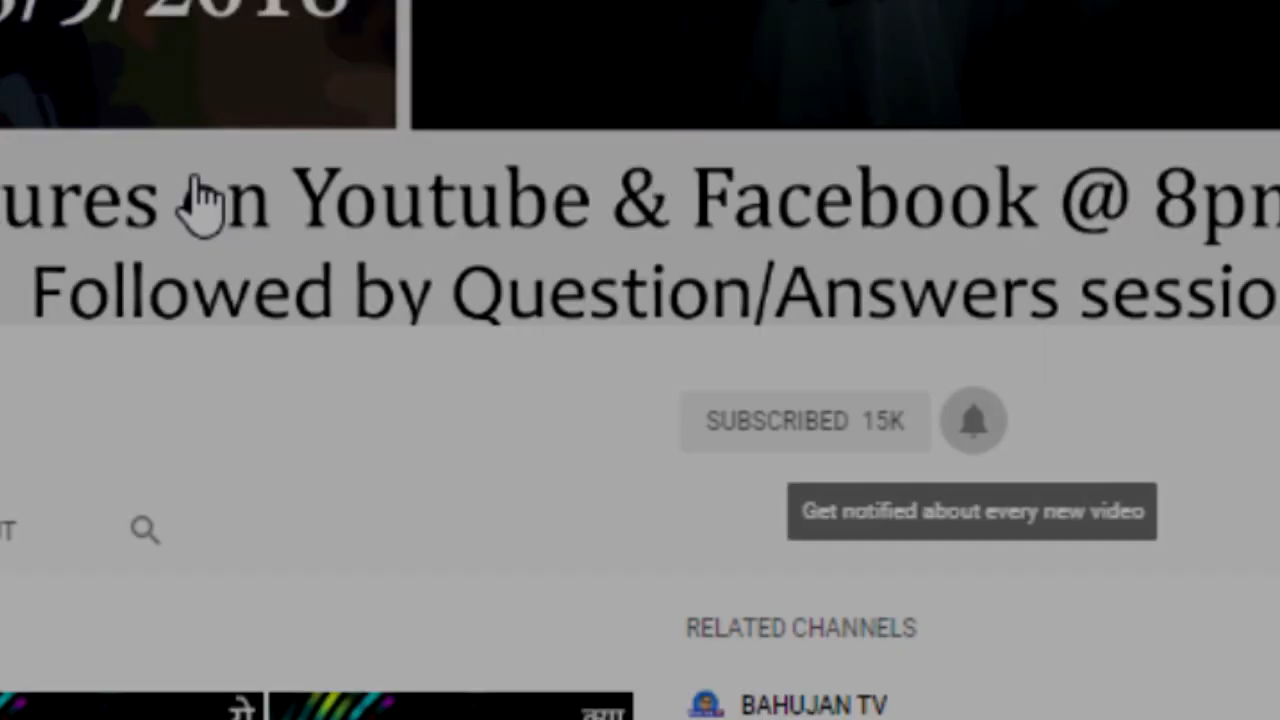 ures on Youtube & Facebook @ 8pm
Followed by Question/Answers sessio
SUBSCRIBED 15K
Get notified about every new video
RELATED CHANNELS
ये
क्या
BAHUJAN TV